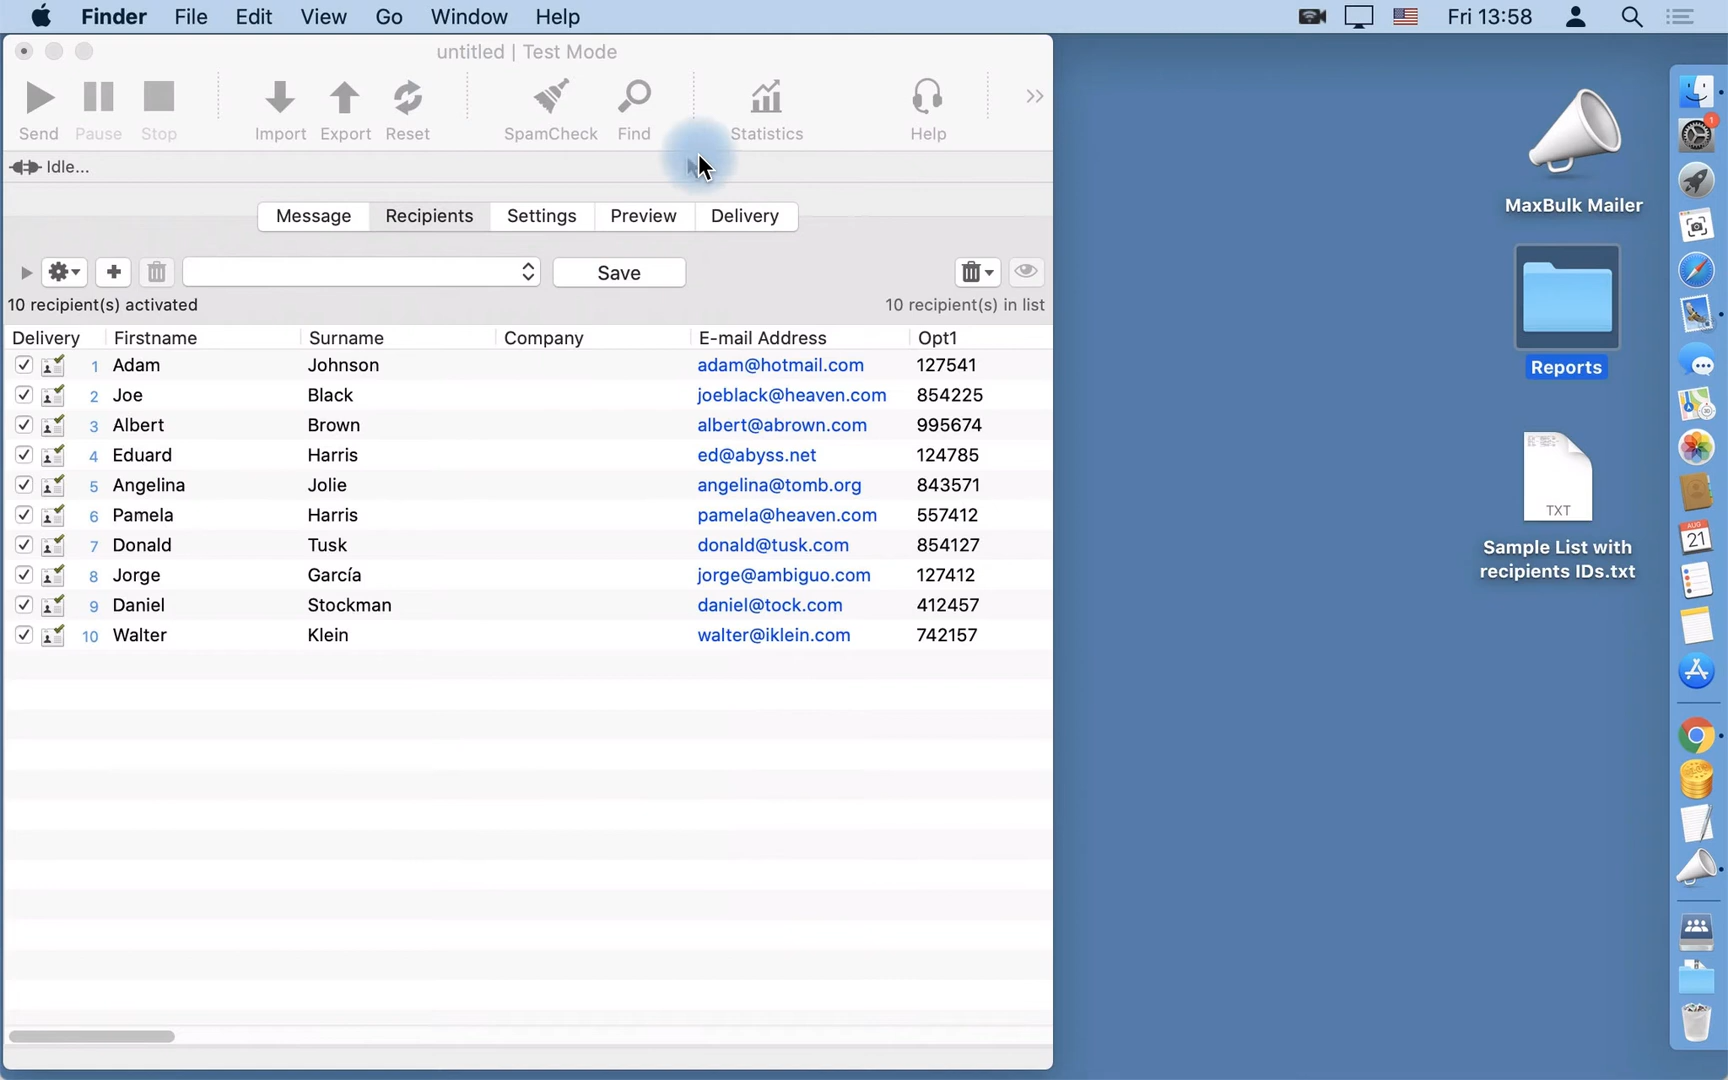 Finder File Edit View Go Window Help Fri 13:58
untitled | Test Mode
Send Pause Stop Import Export Reset SpamCheck Find Statistics Help
Idle...
Message Recipients Settings Preview Delivery
Save
10 recipient(s) activated 10 recipient(s) in list
Delivery Firstname Surname Company E-mail Address Opt1
1 Adam Johnson adam@hotmail.com 127541
2 Joe Black joeblack@heaven.com 854225
3 Albert Brown albert@abrown.com 995674
4 Eduard Harris ed@abyss.net 124785
5 Angelina Jolie angelina@tomb.org 843571
6 Pamela Harris pamela@heaven.com 557412
7 Donald Tusk donald@tusk.com 854127
8 Jorge García jorge@ambiguo.com 127412
9 Daniel Stockman daniel@tock.com 412457
10 Walter Klein walter@iklein.com 742157
MaxBulk Mailer
Reports
TXT
Sample List with
recipients IDs.txt
1
AUG
21